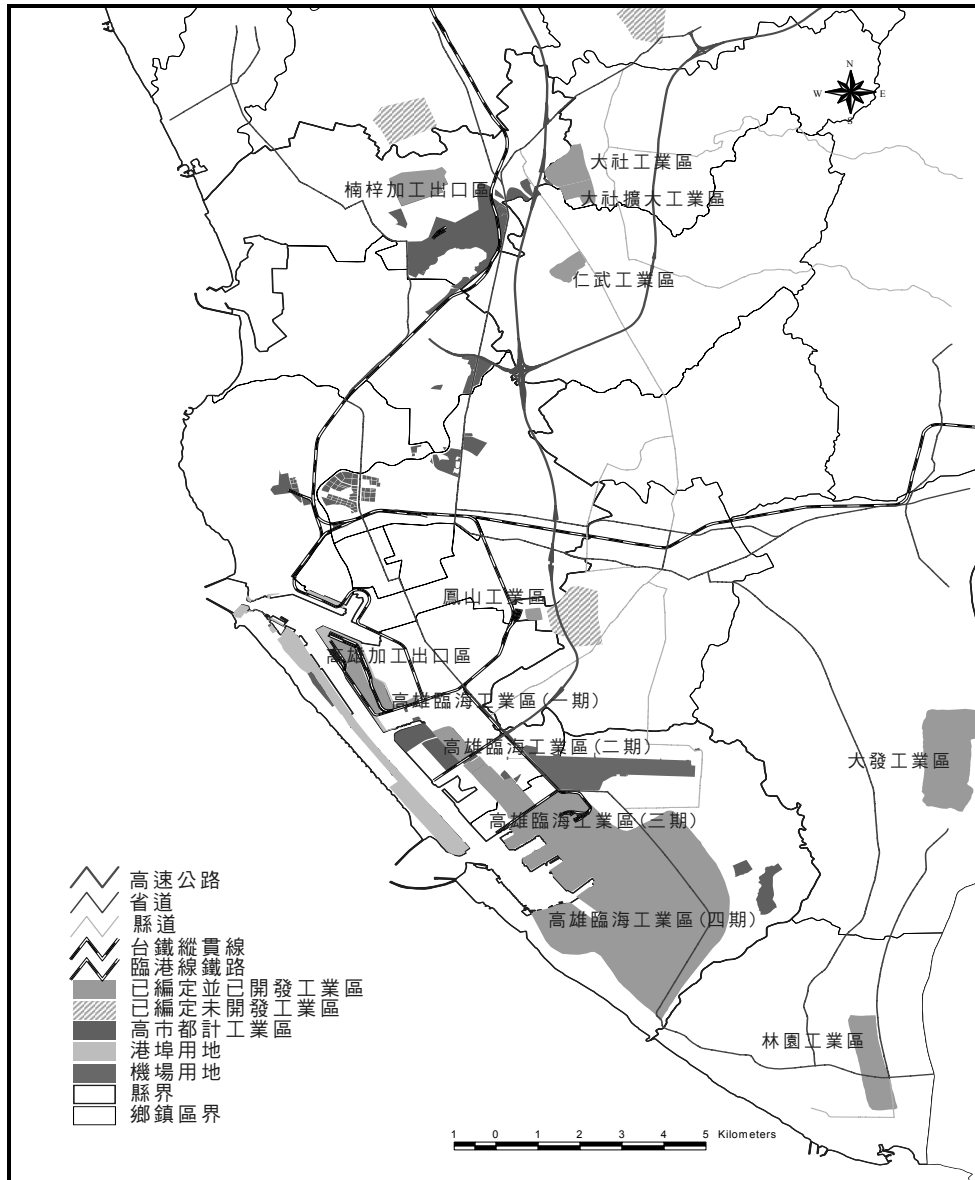 N
W E
S
大社工業區
楠梓加工出口區
大社擴大工業區
仁武工業區
鳳山工業區
高雄加工出口區
高雄臨海工業區(一期)
高雄臨海工業區(二期)
大發工業區
高雄臨海工業區(三期)
高雄臨海工業區(四期)
林園工業區
高速公路
省道
縣道
台鐵縱貫線
臨港線鐵路
已編定並已開發工業區
已編定未開發工業區
高市都計工業區
港埠用地
機場用地
縣界
鄉鎮區界
1 0 1 2 3 4 5 Kilometers